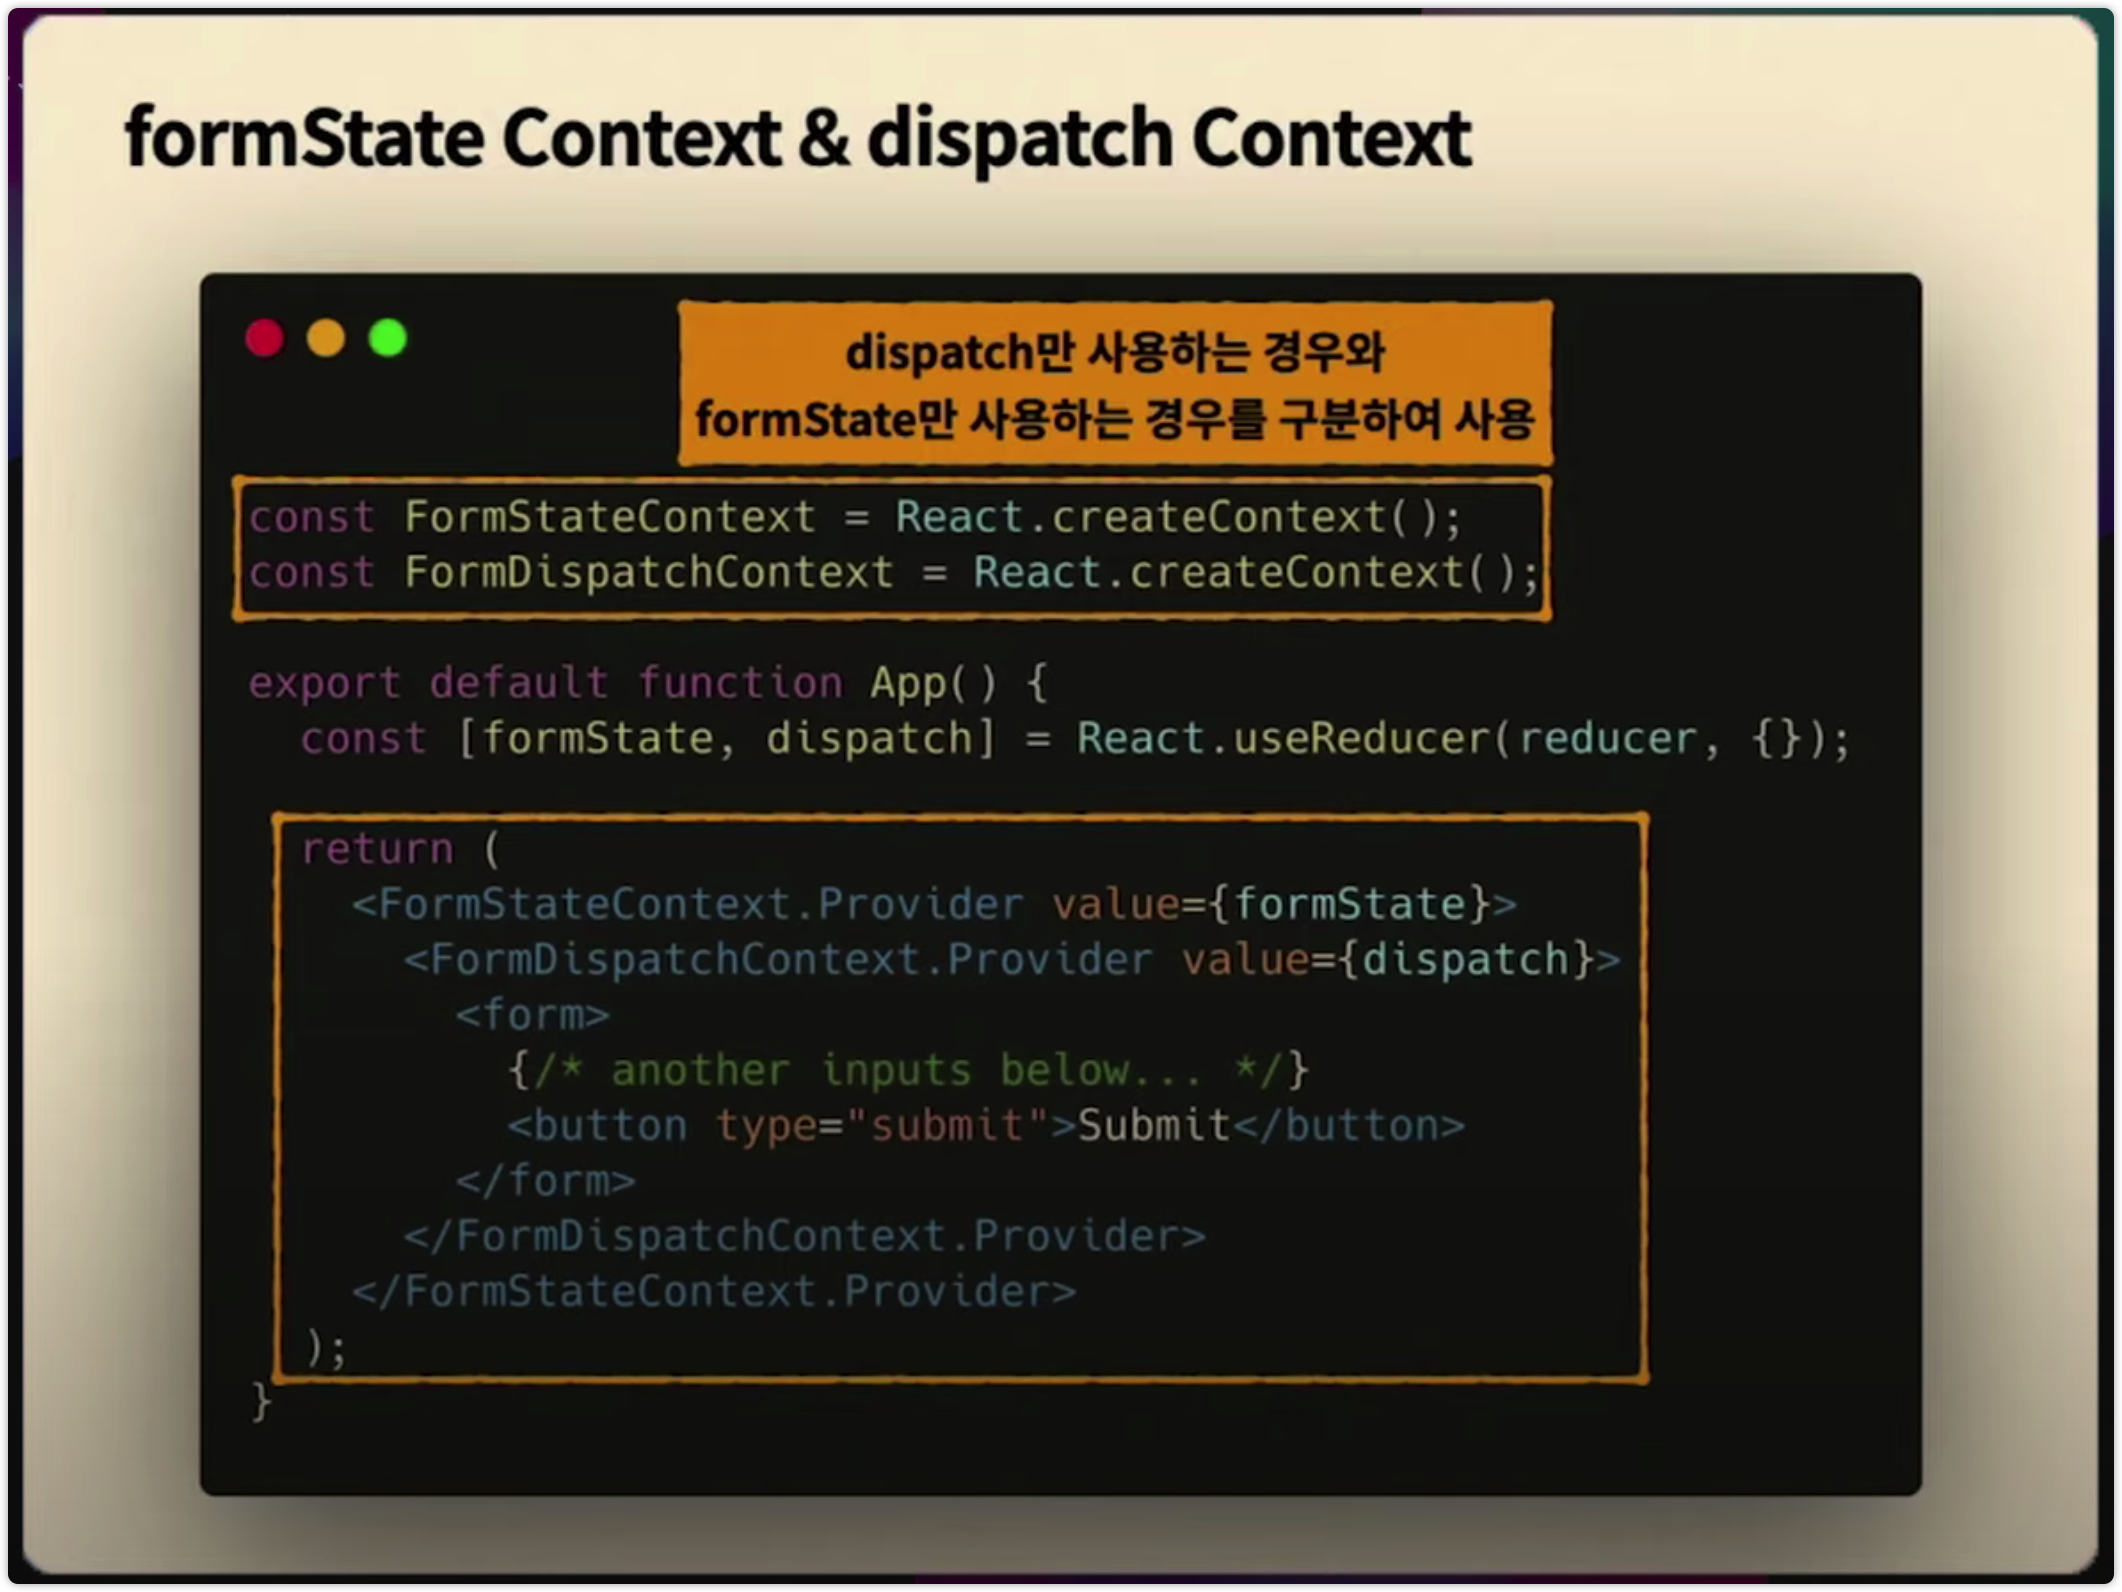 formState Context & dispatch Context
dispatch만 사용하는 경우와
formState만 사용하는 경우를 구분하여 사용
const FormStateContext = React.createContext();
const FormDispatchContext = React.createContext();
export default function App() {
const [formState, dispatch] = React.useReducer(reducer, {});
return (
<FormStateContext.Provider value={formState}>
<FormDispatchContext.Provider value={dispatch}>
<form>
{/* another inputs below... */}
<button type="submit">Submit</button>
</form>
</FormDispatchContext.Provider>
</FormStateContext.Provider>
);
}